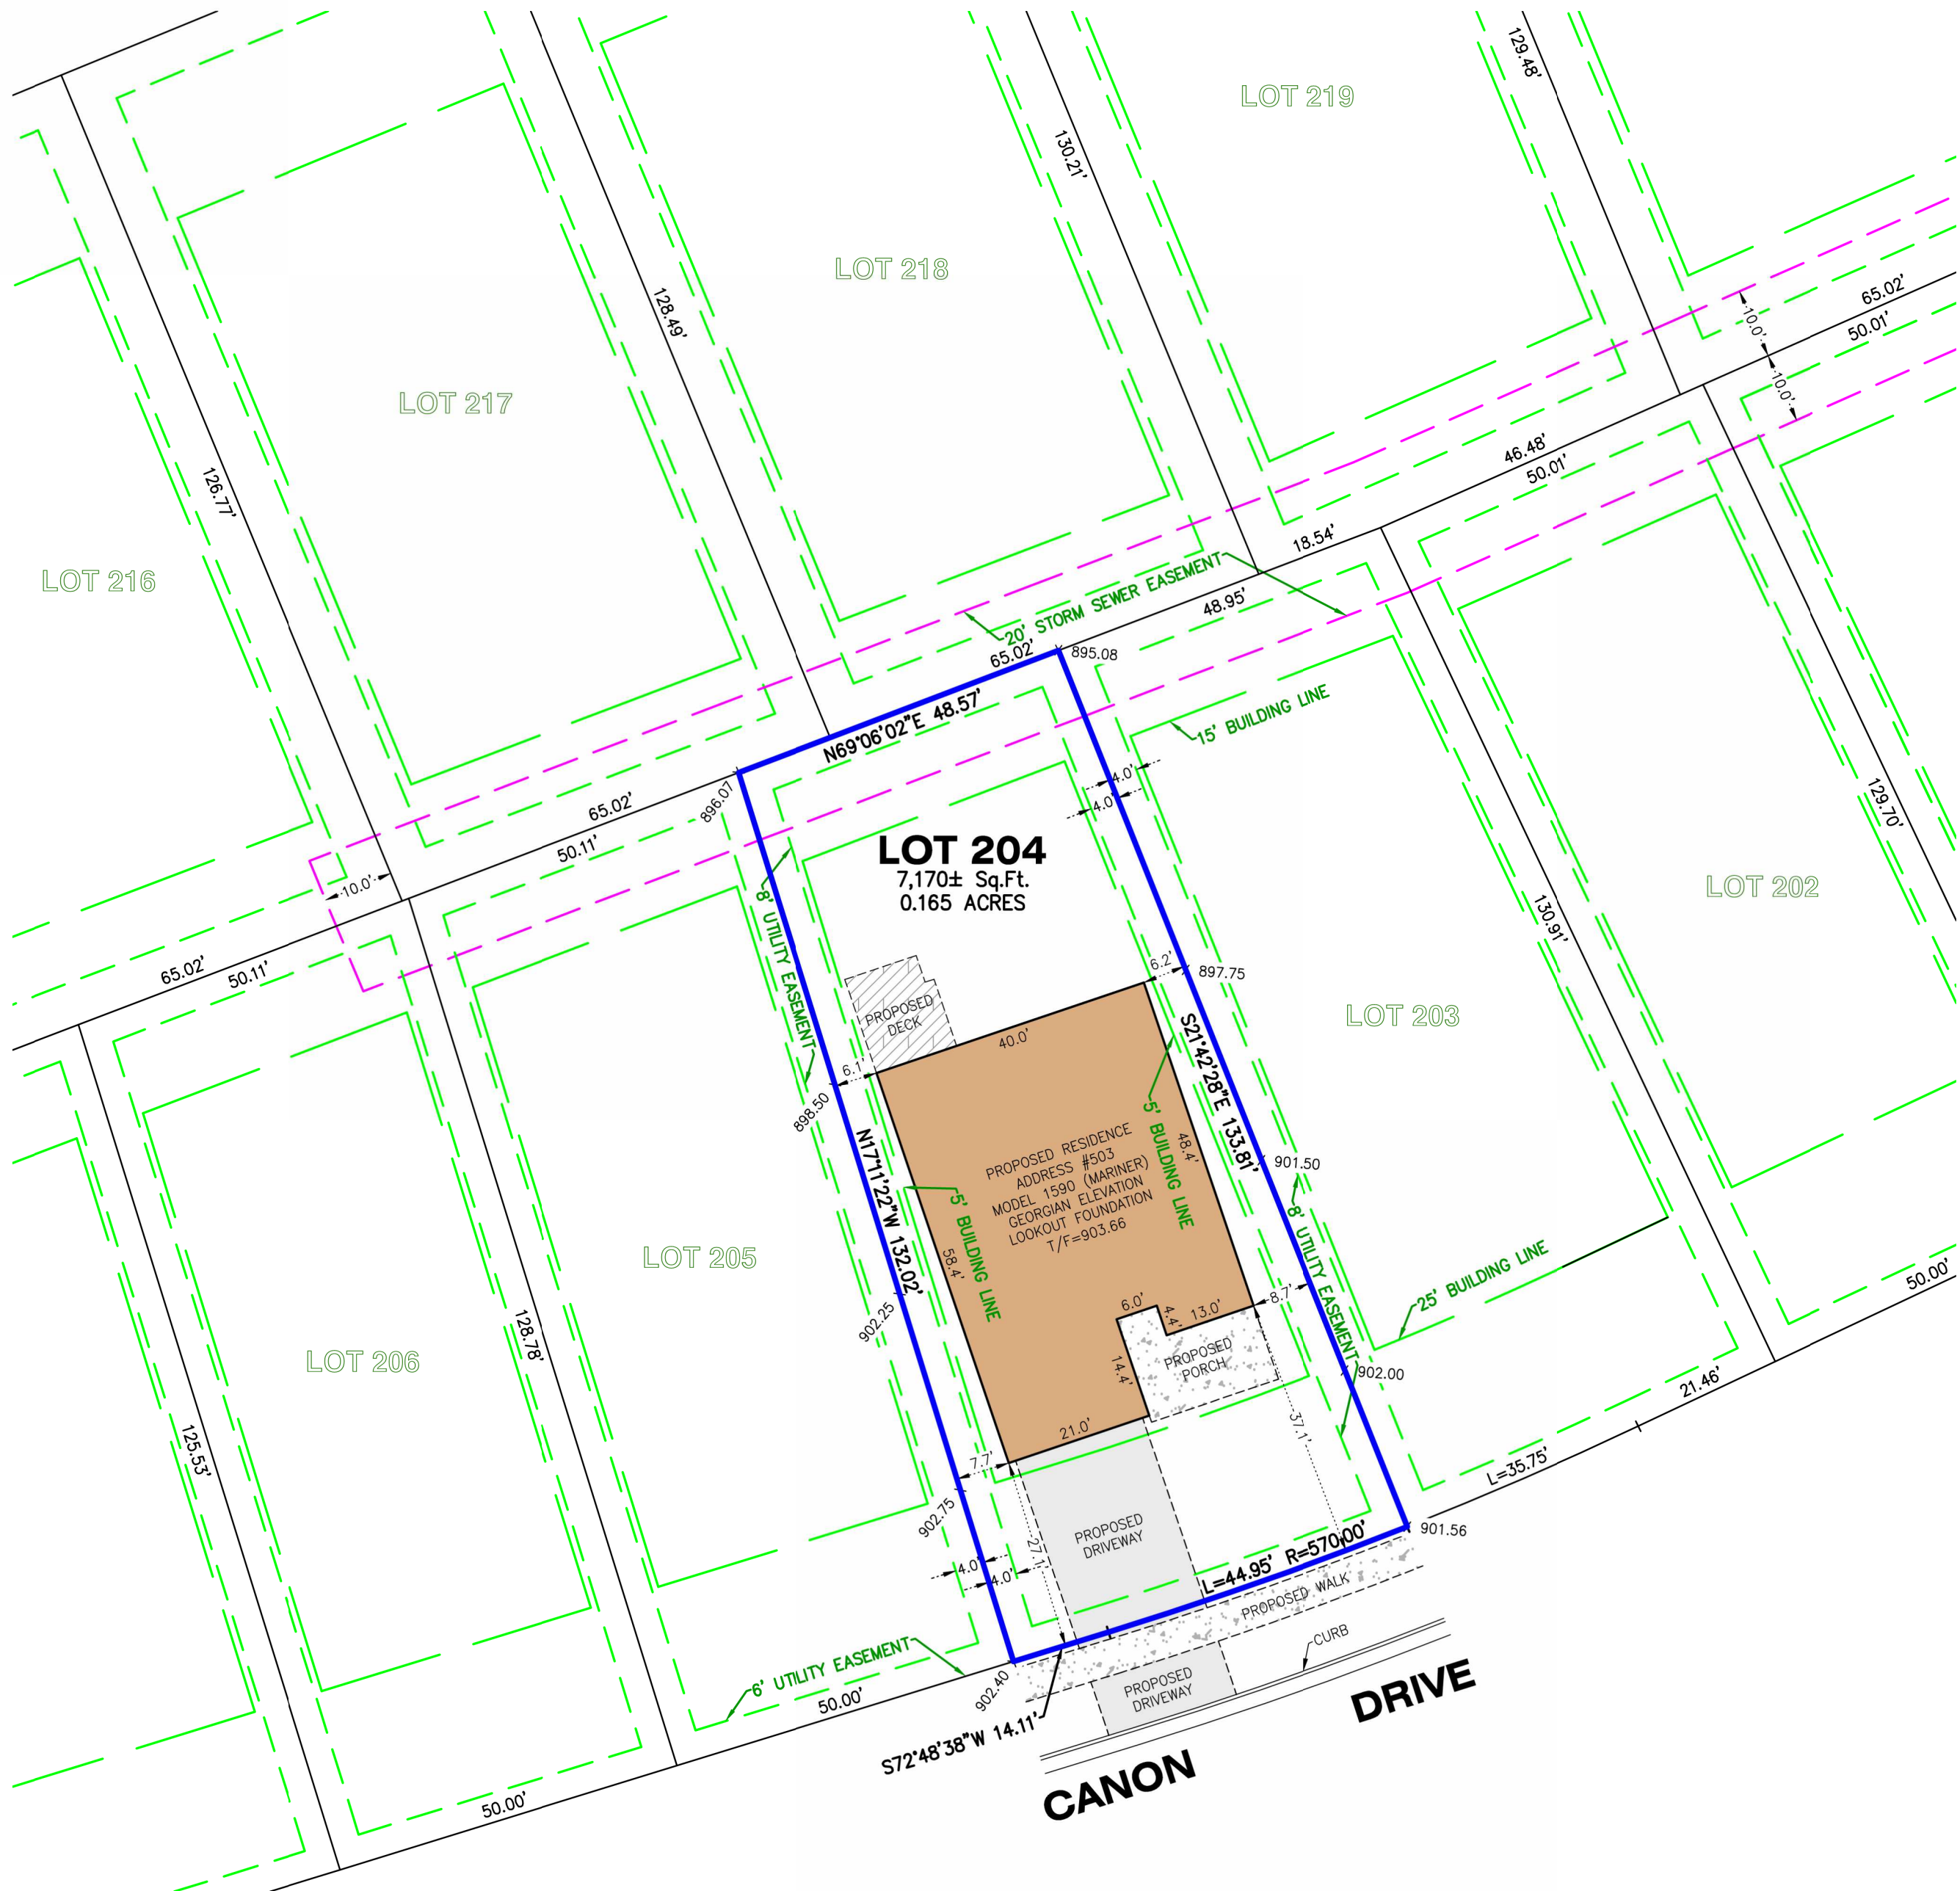 129.48'
LOT 219
130.21'
LOT 218
128.49'
65.02'
50.01'
10.0'
10.0'
LOT 217
46.48'
50.01'
126.77'
18.54'
LOT 216
20' STORM SEWER EASEMENT
48.95'
65.02'
895.08
N69°06'02"E 48.57'
15' BUILDING LINE
896.07
65.02'
50.11'
4.0'
4.0'
129.70'
LOT 204
7,170± Sq.Ft.
0.165 ACRES
10.0'
LOT 202
8' UTILITY EASEMENT
130.91'
65.02'
50.11'
6.2'
897.75
PROPOSED
DECK
LOT 203
40.0'
6.1'
898.50
S21°42'28"E 133.81'
5' BUILDING LINE
48.4'
PROPOSED RESIDENCE
ADDRESS #503
MODEL 1590 (MARINER)
GEORGIAN ELEVATION
LOOKOUT FOUNDATION
T/F=903.66
901.50
N17°11'22"W 132.02'
5' BUILDING LINE
58.4'
8' UTILITY EASEMENT
LOT 205
25' BUILDING LINE
50.00'
902.25
6.0'
4.4'
13.0'
8.7'
128.78'
LOT 206
14.4'
PROPOSED
PORCH
902.00
21.46'
21.0'
37.1'
125.53'
7.7'
L=35.75'
902.75
PROPOSED
DRIVEWAY
27.1'
901.56
4.0'
4.0'
L=44.95' R=570.00'
PROPOSED WALK
CURB
6' UTILITY EASEMENT
902.40
50.00'
PROPOSED
DRIVEWAY
S72°48'38"W 14.11'
50.00'
CANON DRIVE